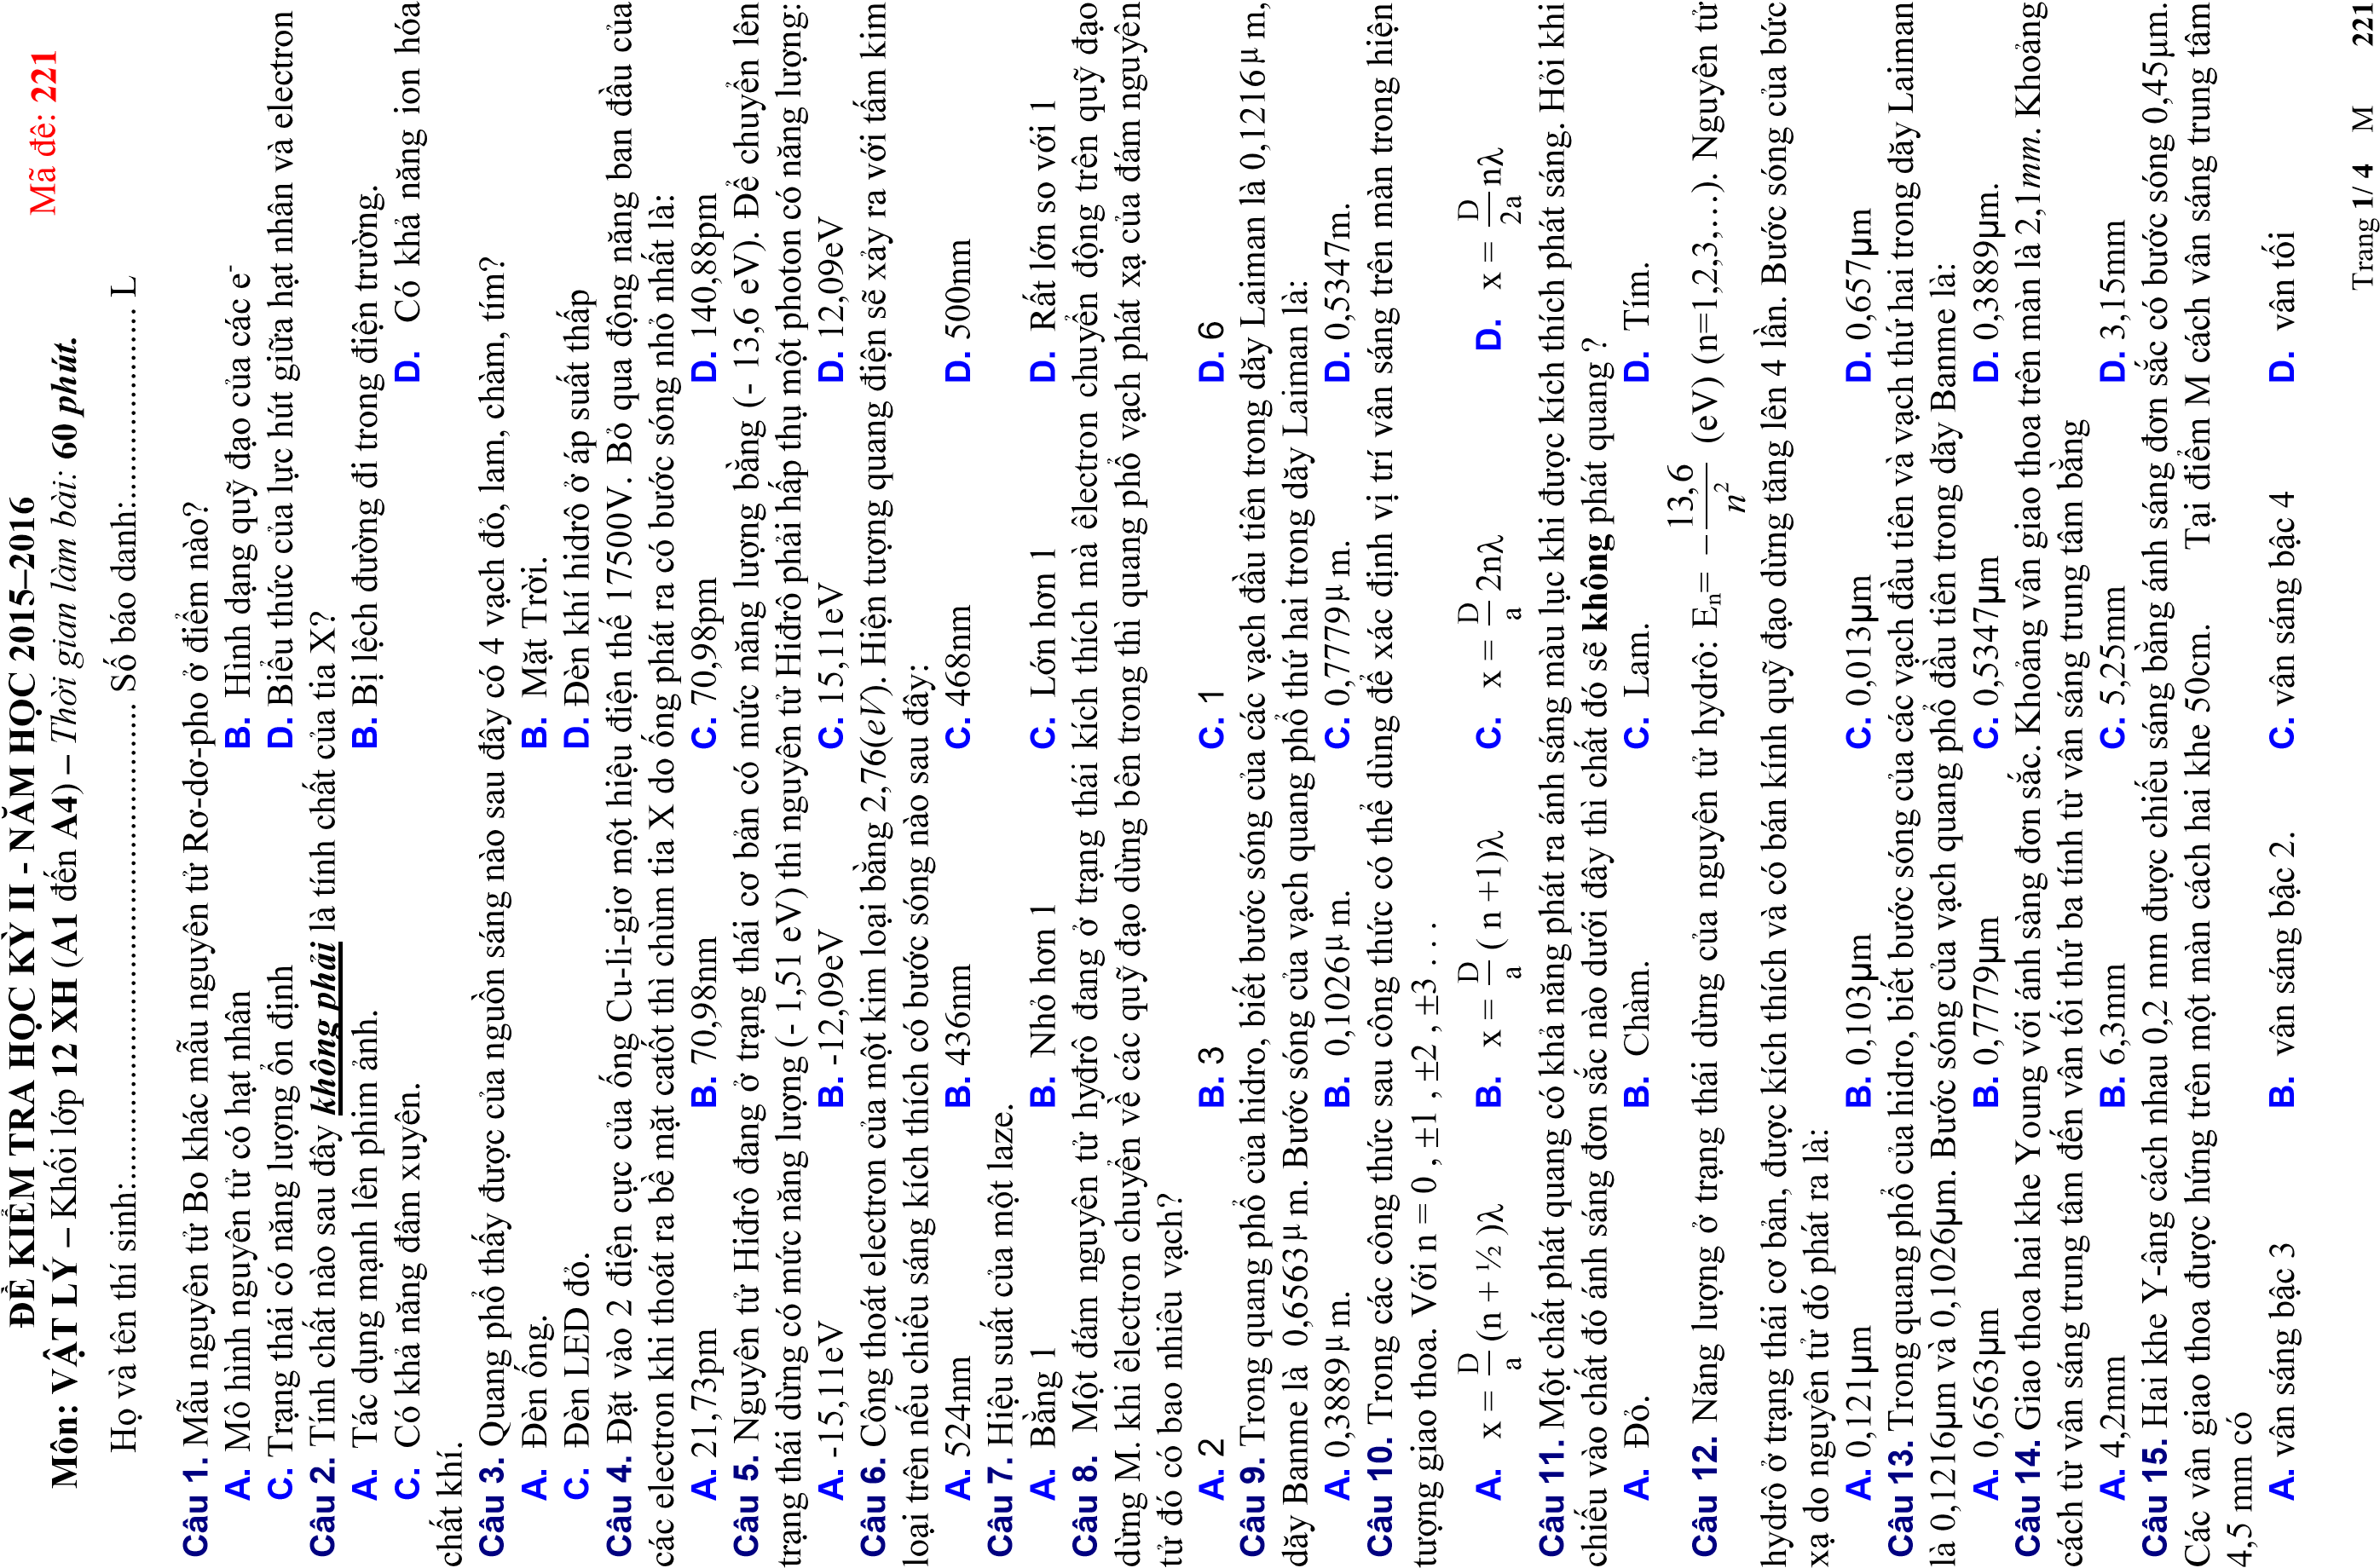 ĐỀ KIỂM TRA HỌC KỲ II - NĂM HỌC 2015–2016 Mã đề: 221
Môn: VẬT LÝ – Khối lớp 12 XH (A1 đến A4) – Thời gian làm bài: 60 phút.
Họ và tên thí sinh:............................................. Số báo danh:.................. L
Câu 1. Mẫu nguyên tử Bo khác mẫu nguyên tử Rơ-dơ-pho ở điểm nào?
A. Mô hình nguyên tử có hạt nhân B. Hình dạng quỹ đạo của các e-
C. Trạng thái có năng lượng ổn định D. Biểu thức của lực hút giữa hạt nhân và electron
Câu 2. Tính chất nào sau đây không phải là tính chất của tia X?
A. Tác dụng mạnh lên phim ảnh. B. Bị lệch đường đi trong điện trường.
C. Có khả năng đâm xuyên. D. Có khả năng ion hóa
chất khí.
Câu 3. Quang phổ thấy được của nguồn sáng nào sau đây có 4 vạch đỏ, lam, chàm, tím?
A. Đèn ống. B. Mặt Trời.
C. Đèn LED đỏ. D. Đèn khí hidrô ở áp suất thấp
Câu 4. Đặt vào 2 điện cực của ống Cu-li-giơ một hiệu điện thế 17500V. Bỏ qua động năng ban đầu của
các electron khi thoát ra bề mặt catốt thì chùm tia X do ống phát ra có bước sóng nhỏ nhất là:
A. 21,73pm B. 70,98nm C. 70,98pm D. 140,88pm
Câu 5. Nguyên tử Hiđrô đang ở trạng thái cơ bản có mức năng lượng bằng (- 13,6 eV). Để chuyển lên
trạng thái dừng có mức năng lượng (- 1,51 eV) thì nguyên tử Hiđrô phải hấp thụ một photon có năng lượng:
A. -15,11eV B. -12,09eV C. 15,11eV D. 12,09eV
Câu 6. Công thoát electron của một kim loại bằng 2,76(eV). Hiện tượng quang điện sẽ xảy ra với tấm kim
loại trên nếu chiếu sáng kích thích có bước sóng nào sau đây:
A. 524nm B. 436nm C. 468nm D. 500nm
Câu 7. Hiệu suất của một laze.
A. Bằng 1 B. Nhỏ hơn 1 C. Lớn hơn 1 D. Rất lớn so với 1
Câu 8. Một đám nguyên tử hyđrô đang ở trạng thái kích thích mà êlectron chuyển động trên quỹ đạo
dừng M. khi êlectron chuyển về các quỹ đạo dừng bên trong thì quang phổ vạch phát xạ của đám nguyên
tử đó có bao nhiêu vạch?
A. 2 B. 3 C. 1 D. 6
Câu 9. Trong quang phổ của hidro, biết bước sóng của các vạch đầu tiên trong dãy Laiman là 0,1216μ m,
dãy Banme là 0,6563μ m. Bước sóng của vạch quang phổ thứ hai trong dãy Laiman là:
A. 0,3889μ m. B. 0,1026μ m. C. 0,7779μ m. D. 0,5347m.
Câu 10. Trong các công thức sau công thức có thể dùng để xác định vị trí vân sáng trên màn trong hiện
tượng giao thoa. Với n = 0 , ±1 , ±2 , ±3 . . .
A. x = D/a (n + ½ )λ B. x = D/a ( n +1)λ C. x = D/a 2nλ D. x = D/2a nλ
Câu 11. Một chất phát quang có khả năng phát ra ánh sáng màu lục khi được kích thích phát sáng. Hỏi khi
chiếu vào chất đó ánh sáng đơn sắc nào dưới đây thì chất đó sẽ không phát quang ?
A. Đỏ. B. Chàm. C. Lam. D. Tím.
Câu 12. Năng lượng ở trạng thái dừng của nguyên tử hydrô: En= −13,6/n² (eV) (n=1,2,3,…). Nguyên tử
hydrô ở trạng thái cơ bản, được kích thích và có bán kính quỹ đạo dừng tăng lên 4 lần. Bước sóng của bức
xạ do nguyên tử đó phát ra là:
A. 0,121μm B. 0,103μm C. 0,013μm D. 0,657μm
Câu 13. Trong quang phổ của hidro, biết bước sóng của các vạch đầu tiên và vạch thứ hai trong dãy Laiman
là 0,1216μm và 0,1026μm. Bước sóng của vạch quang phổ đầu tiên trong dãy Banme là:
A. 0,6563μm B. 0,7779μm C. 0,5347μm D. 0,3889μm.
Câu 14. Giao thoa hai khe Young với ánh sàng đơn sắc. Khoảng vân giao thoa trên màn là 2,1mm. Khoảng
cách từ vân sáng trung tâm đến vân tối thứ ba tính từ vân sáng trung tâm bằng
A. 4,2mm B. 6,3mm C. 5,25mm D. 3,15mm
Câu 15. Hai khe Y-âng cách nhau 0,2 mm được chiếu sáng bằng ánh sáng đơn sắc có bước sóng 0,45μm.
Các vân giao thoa được hứng trên một màn cách hai khe 50cm. Tại điểm M cách vân sáng trung tâm
4,5 mm có
A. vân sáng bậc 3 B. vân sáng bậc 2. C. vân sáng bậc 4 D. vân tối
Trang 1/ 4 M 221